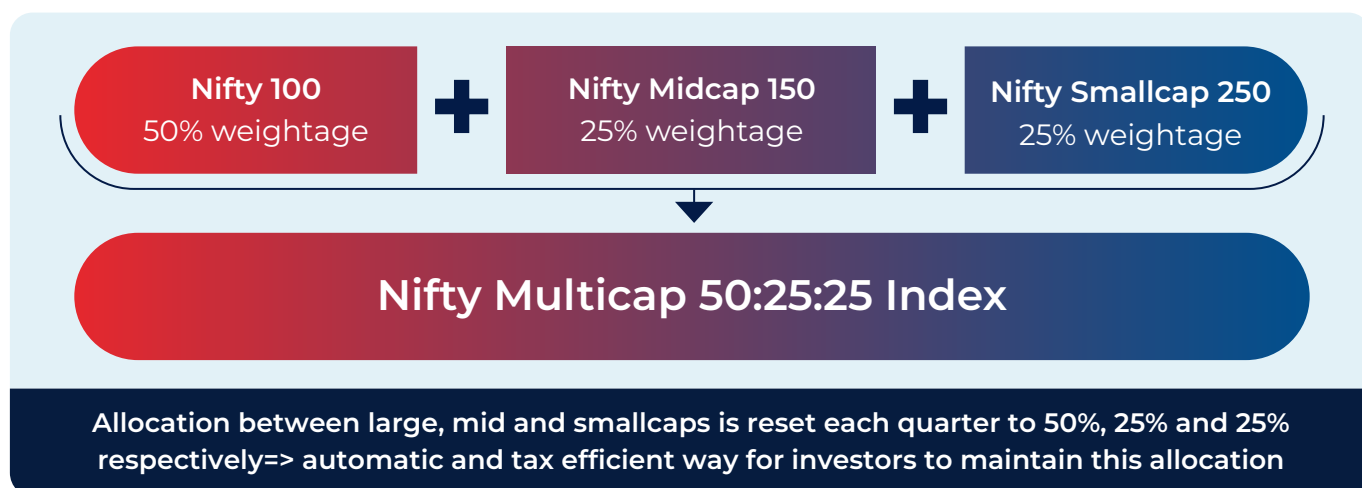 Nifty 100
50% weightage
Nifty Midcap 150
25% weightage
Nifty Smallcap 250
25% weightage
Nifty Multicap 50:25:25 Index
Allocation between large, mid and smallcaps is reset each quarter to 50%, 25% and 25%
respectively=> automatic and tax efficient way for investors to maintain this allocation